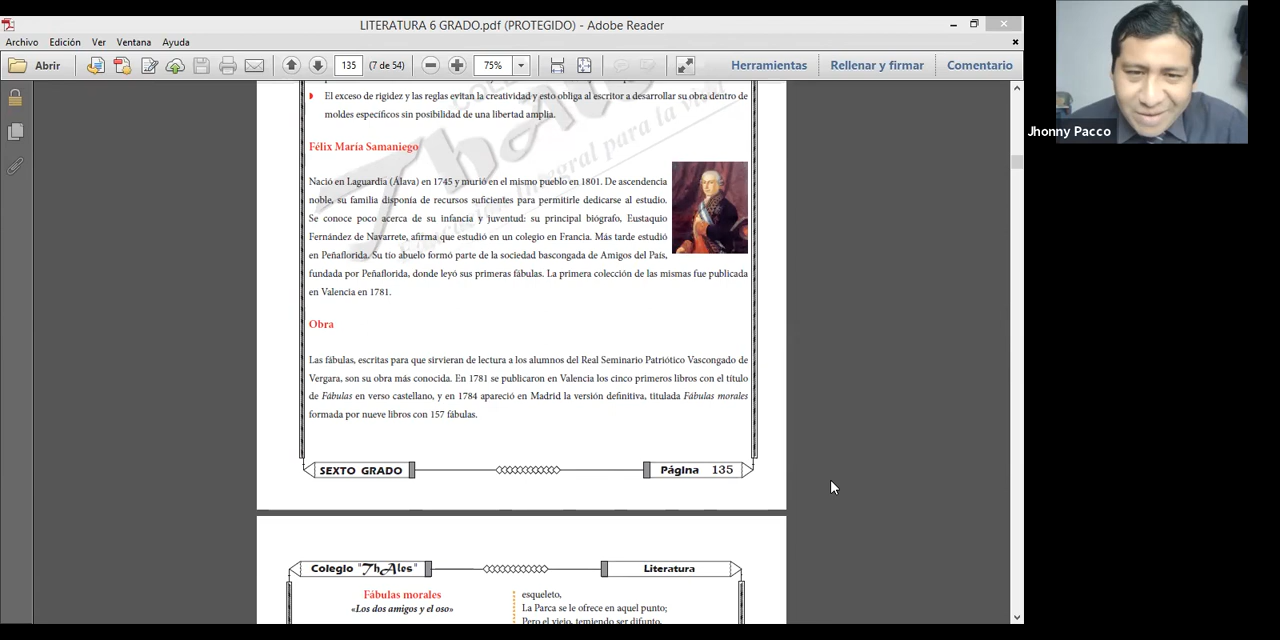 LITERATURA 6 GRADO.pdf (PROTEGIDO) - Adobe Reader
Archivo Edición Ver Ventana Ayuda
Abrir 135 (7 de 54) 75% Herramientas Rellenar y firmar Comentario
El exceso de rigidez y las reglas evitan la creatividad y esto obliga al escritor a desarrollar su obra dentro de
moldes específicos sin posibilidad de una libertad amplia.
Félix María Samaniego
Nació en Laguardia (Álava) en 1745 y murió en el mismo pueblo en 1801. De ascendencia
noble, su familia disponía de recursos suficientes para permitirle dedicarse al estudio.
Se conoce poco acerca de su infancia y juventud: su principal biógrafo, Eustaquio
Fernández de Navarrete, afirma que estudió en un colegio en Francia. Más tarde estudió
en Peñaflorida. Su tío abuelo formó parte de la sociedad bascongada de Amigos del País,
fundada por Peñaflorida, donde leyó sus primeras fábulas. La primera colección de las mismas fue publicada
en Valencia en 1781.
Obra
Las fábulas, escritas para que sirvieran de lectura a los alumnos del Real Seminario Patriótico Vascongado de
Vergara, son su obra más conocida. En 1781 se publicaron en Valencia los cinco primeros libros con el título
de Fábulas en verso castellano, y en 1784 apareció en Madrid la versión definitiva, titulada Fábulas morales
formada por nueve libros con 157 fábulas.
SEXTO GRADO Página 135
Colegio "ThAles" Literatura
Fábulas morales
«Los dos amigos y el oso»
esqueleto,
La Parca se le ofrece en aquel punto;
Pero el viejo, temiendo ser difunto,
Jhonny Pacco